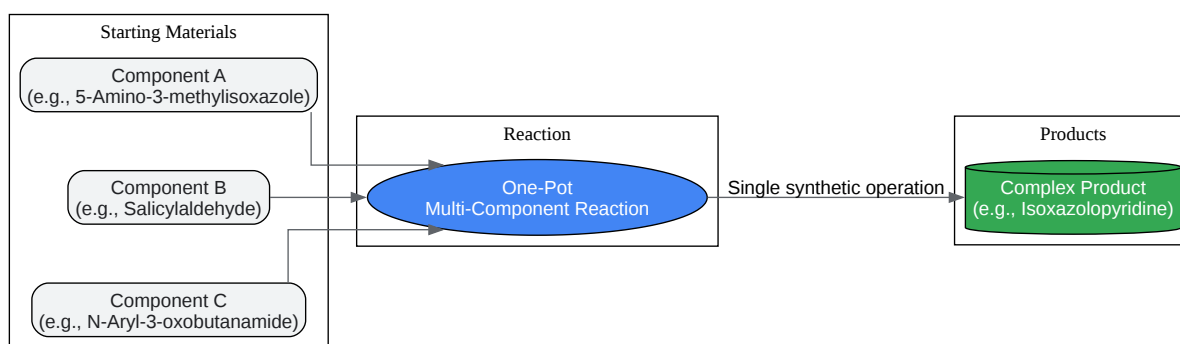 Starting Materials
Component A
(e.g., 5-Amino-3-methylisoxazole)
Component B
(e.g., Salicylaldehyde)
Component C
(e.g., N-Aryl-3-oxobutanamide)
Reaction
One-Pot
Multi-Component Reaction
Single synthetic operation
Products
Complex Product
(e.g., Isoxazolopyridine)